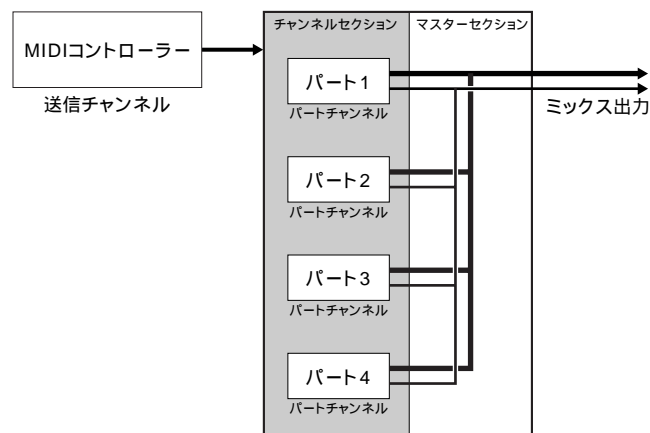 チャンネルセクション
マスターセクション
MIDIコントローラー
送信チャンネル
パート1
パートチャンネル
ミックス出力
パート2
パートチャンネル
パート3
パートチャンネル
パート4
パートチャンネル